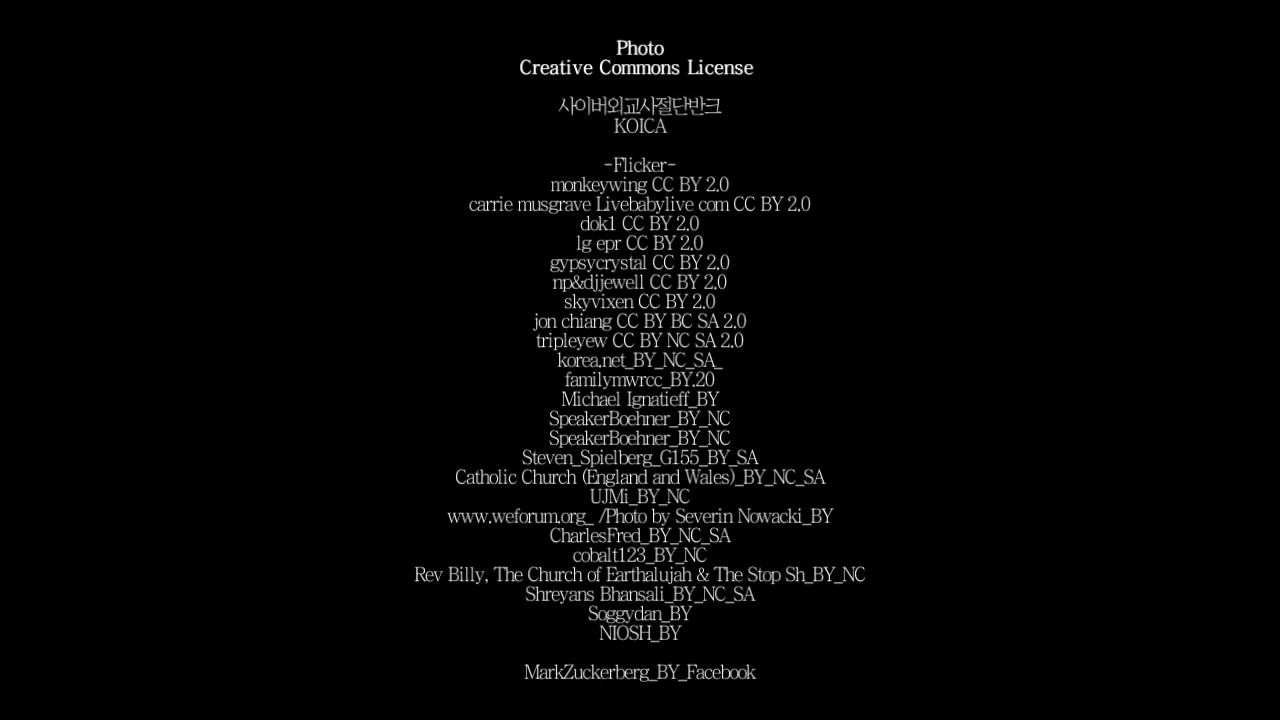 Photo
Creative Commons License
사이버외교사절단반크
KOICA
-Flicker-
monkeywing CC BY 2.0
carrie musgrave Livebabylive com CC BY 2.0
dok1 CC BY 2.0
lg epr CC BY 2.0
gypsycrystal CC BY 2.0
np&djjewell CC BY 2.0
skyvixen CC BY 2.0
jon chiang CC BY BC SA 2.0
tripleyew CC BY NC SA 2.0
korea.net_BY_NC_SA_
familymwrcc_BY.20
Michael Ignatieff_BY
SpeakerBoehner_BY_NC
SpeakerBoehner_BY_NC
Steven_Spielberg_G155_BY_SA
Catholic Church (England and Wales)_BY_NC_SA
UJMi_BY_NC
www.weforum.org_ /Photo by Severin Nowacki_BY
CharlesFred_BY_NC_SA
cobalt123_BY_NC
Rev Billy, The Church of Earthalujah & The Stop Sh_BY_NC
Shreyans Bhansali_BY_NC_SA
Soggydan_BY
NIOSH_BY
MarkZuckerberg_BY_Facebook